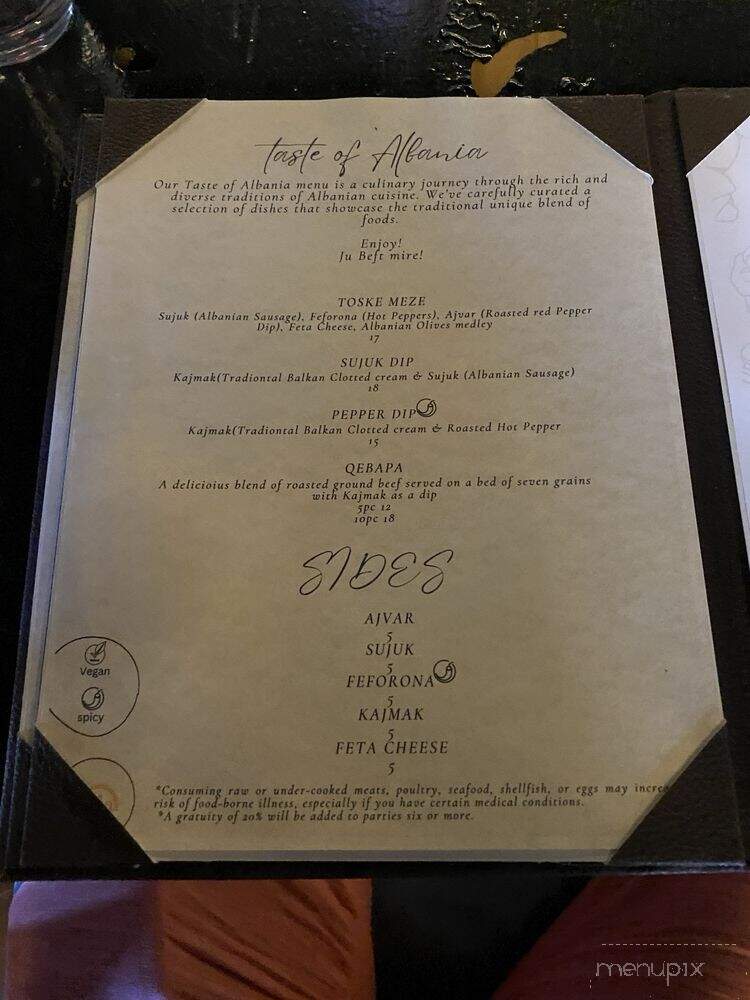 taste of Albania
Our Taste of Albania menu is a culinary journey through the rich and
diverse traditions of Albanian cuisine. We've carefully curated a
selection of dishes that showcase the traditional unique blend of
foods.
Enjoy!
Ju Beft mire!
TOSKE MEZE
Sujuk (Albanian Sausage), Feforona (Hot Peppers), Ajvar (Roasted red Pepper
Dip), Feta Cheese, Albanian Olives medley
17
SUJUK DIP
Kajmak(Tradiontal Balkan Clotted cream & Sujuk (Albanian Sausage)
18
PEPPER DIP
Kajmak(Tradiontal Balkan Clotted cream & Roasted Hot Pepper
15
QEBAPA
A delicioius blend of roasted ground beef served on a bed of seven grains
with Kajmak as a dip
5pc 12
10pc 18
SIDES
AJVAR
5
SUJUK
5
FEFORONA
5
KAJMAK
5
FETA CHEESE
5
Vegan
spicy
*Consuming raw or under-cooked meats, poultry, seafood, shellfish, or eggs may incre
risk of food-borne illness, especially if you have certain medical conditions.
*A gratuity of 20% will be added to parties six or more.
menupix